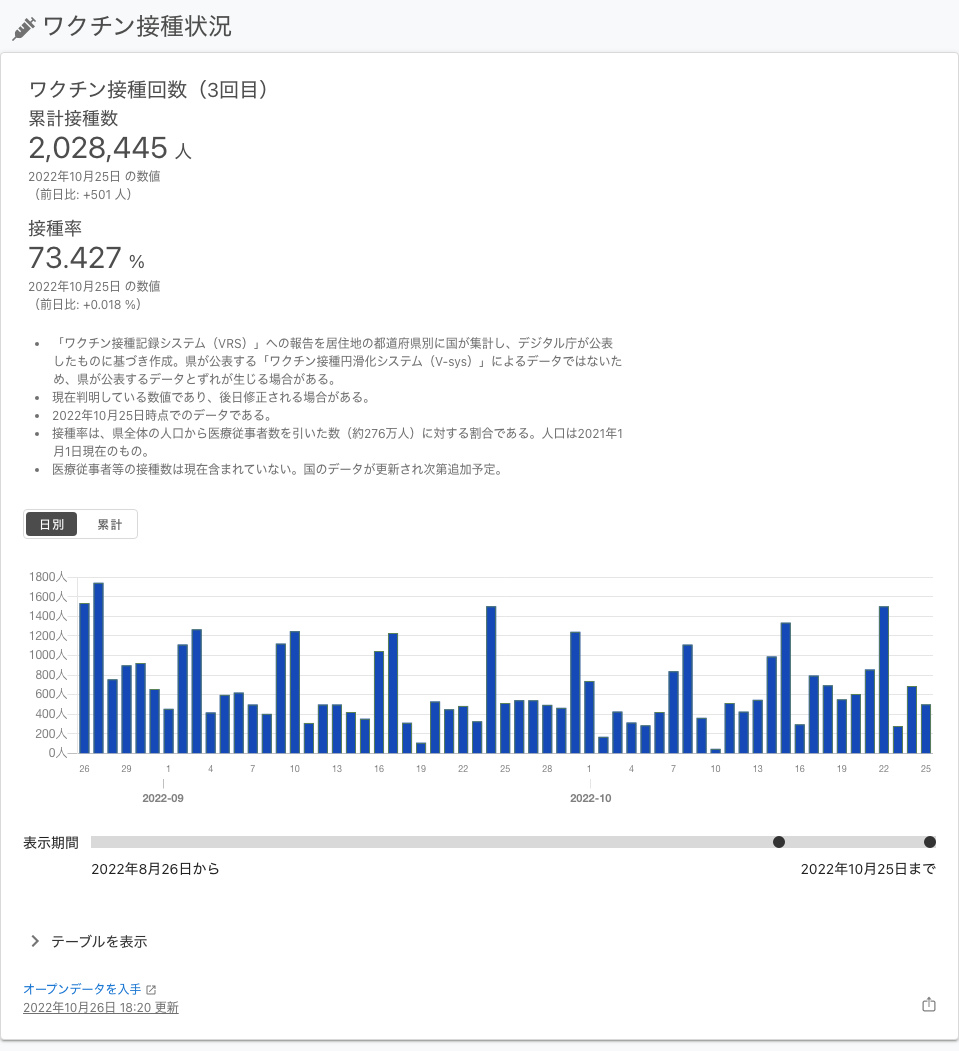 ワクチン接種状況
ワクチン接種回数（3回目）
累計接種数
2,028,445 人
2022年10月25日 の数値
（前日比: +501 人）
接種率
73.427 %
2022年10月25日 の数値
（前日比: +0.018 %）
• 「ワクチン接種記録システム（VRS）」への報告を居住地の都道府県別に国が集計し、デジタル庁が公表
したものに基づき作成。県が公表する「ワクチン接種円滑化システム（V-sys）」によるデータではないた
め、県が公表するデータとずれが生じる場合がある。
• 現在判明している数値であり、後日修正される場合がある。
• 2022年10月25日時点でのデータである。
• 接種率は、県全体の人口から医療従事者数を引いた数（約276万人）に対する割合である。人口は2021年1
月1日現在のもの。
• 医療従事者等の接種数は現在含まれていない。国のデータが更新され次第追加予定。
日別 累計
1800人
1600人
1400人
1200人
1000人
800人
600人
400人
200人
0人
26 29 1 4 7 10 13 16 19 22 25 28 1 4 7 10 13 16 19 22 25
2022-09 2022-10
表示期間
2022年8月26日から 2022年10月25日まで
テーブルを表示
オープンデータを入手
2022年10月26日 18:20 更新